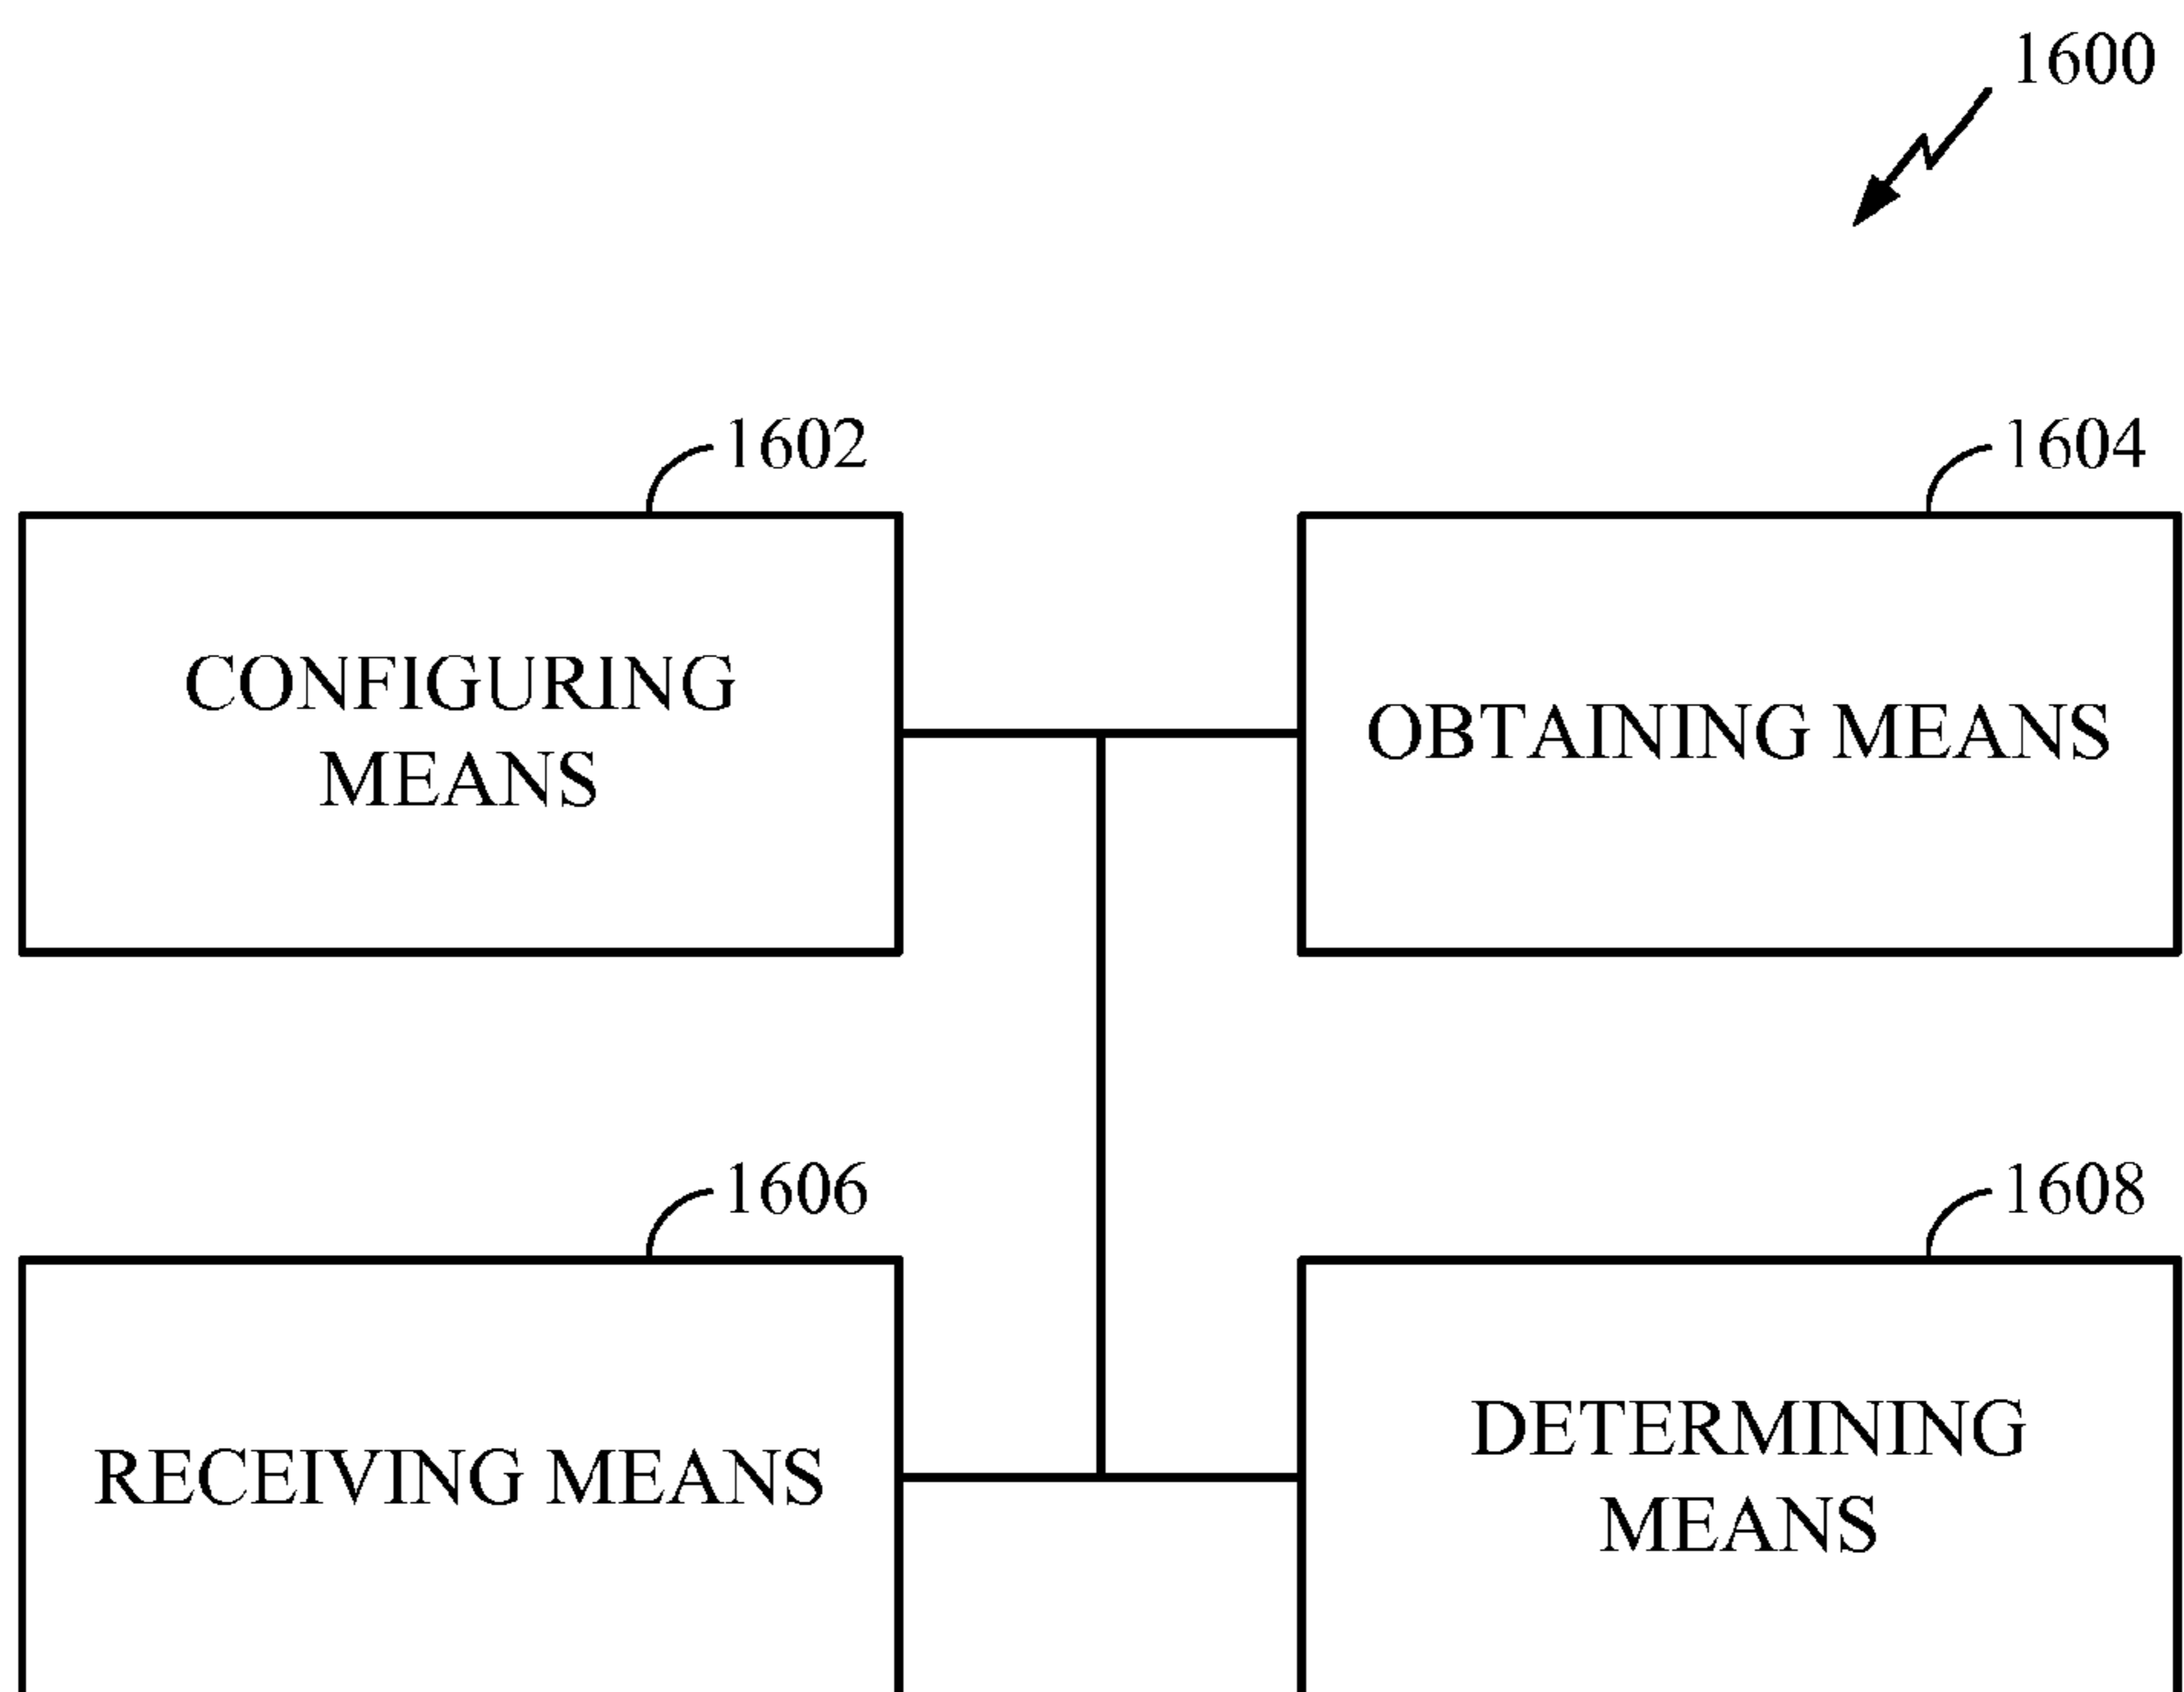 1600
1602
1604
CONFIGURING
MEANS
OBTAINING MEANS
1606
1608
RECEIVING MEANS
DETERMINING
MEANS